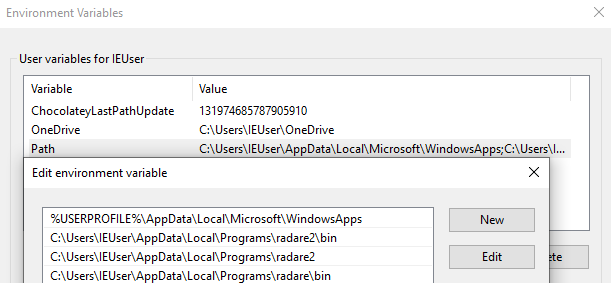 Environment Variables
User variables for IEUser
Variable Value
ChocolateyLastPathUpdate 131974685787905910
OneDrive C:\Users\IEUser\OneDrive
Path C:\Users\IEUser\AppData\Local\Microsoft\WindowsApps;C:\Users\I...
Edit environment variable
%USERPROFILE%\AppData\Local\Microsoft\WindowsApps New
C:\Users\IEUser\AppData\Local\Programs\radare2\bin
C:\Users\IEUser\AppData\Local\Programs\radare2 Edit ete
C:\Users\IEUser\AppData\Local\Programs\radare\bin